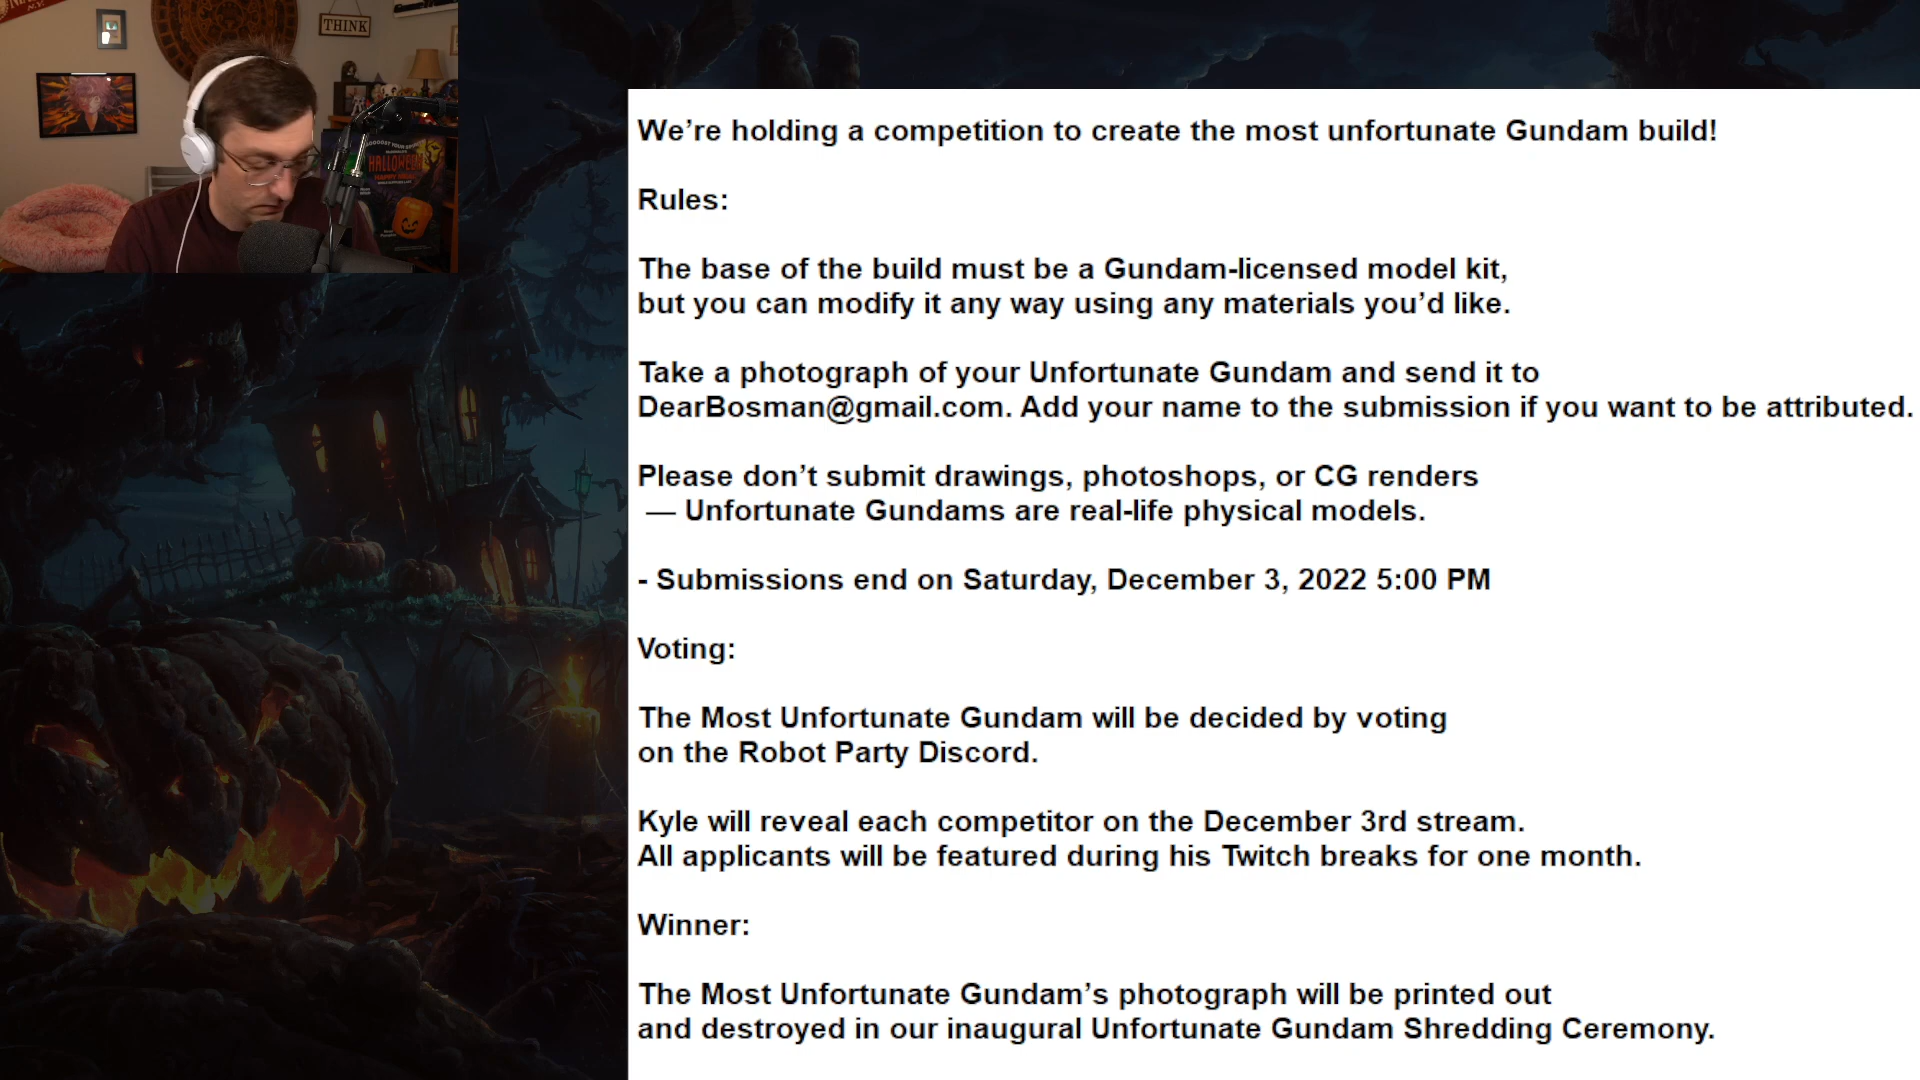 N.Y.
THINK
HALLOWEEN
We’re holding a competition to create the most unfortunate Gundam build!
Rules:
The base of the build must be a Gundam-licensed model kit,
but you can modify it any way using any materials you’d like.
Take a photograph of your Unfortunate Gundam and send it to
DearBosman@gmail.com. Add your name to the submission if you want to be attributed.
Please don’t submit drawings, photoshops, or CG renders
— Unfortunate Gundams are real-life physical models.
- Submissions end on Saturday, December 3, 2022 5:00 PM
Voting:
The Most Unfortunate Gundam will be decided by voting
on the Robot Party Discord.
Kyle will reveal each competitor on the December 3rd stream.
All applicants will be featured during his Twitch breaks for one month.
Winner:
The Most Unfortunate Gundam’s photograph will be printed out
and destroyed in our inaugural Unfortunate Gundam Shredding Ceremony.